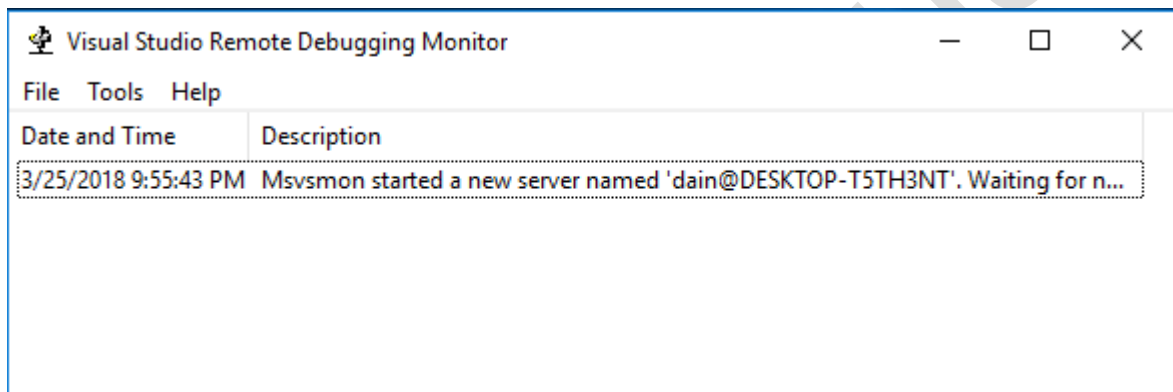 Visual Studio Remote Debugging Monitor
File Tools Help
Date and Time Description
3/25/2018 9:55:43 PM Msvsmon started a new server named 'dain@DESKTOP-T5TH3NT'. Waiting for n...